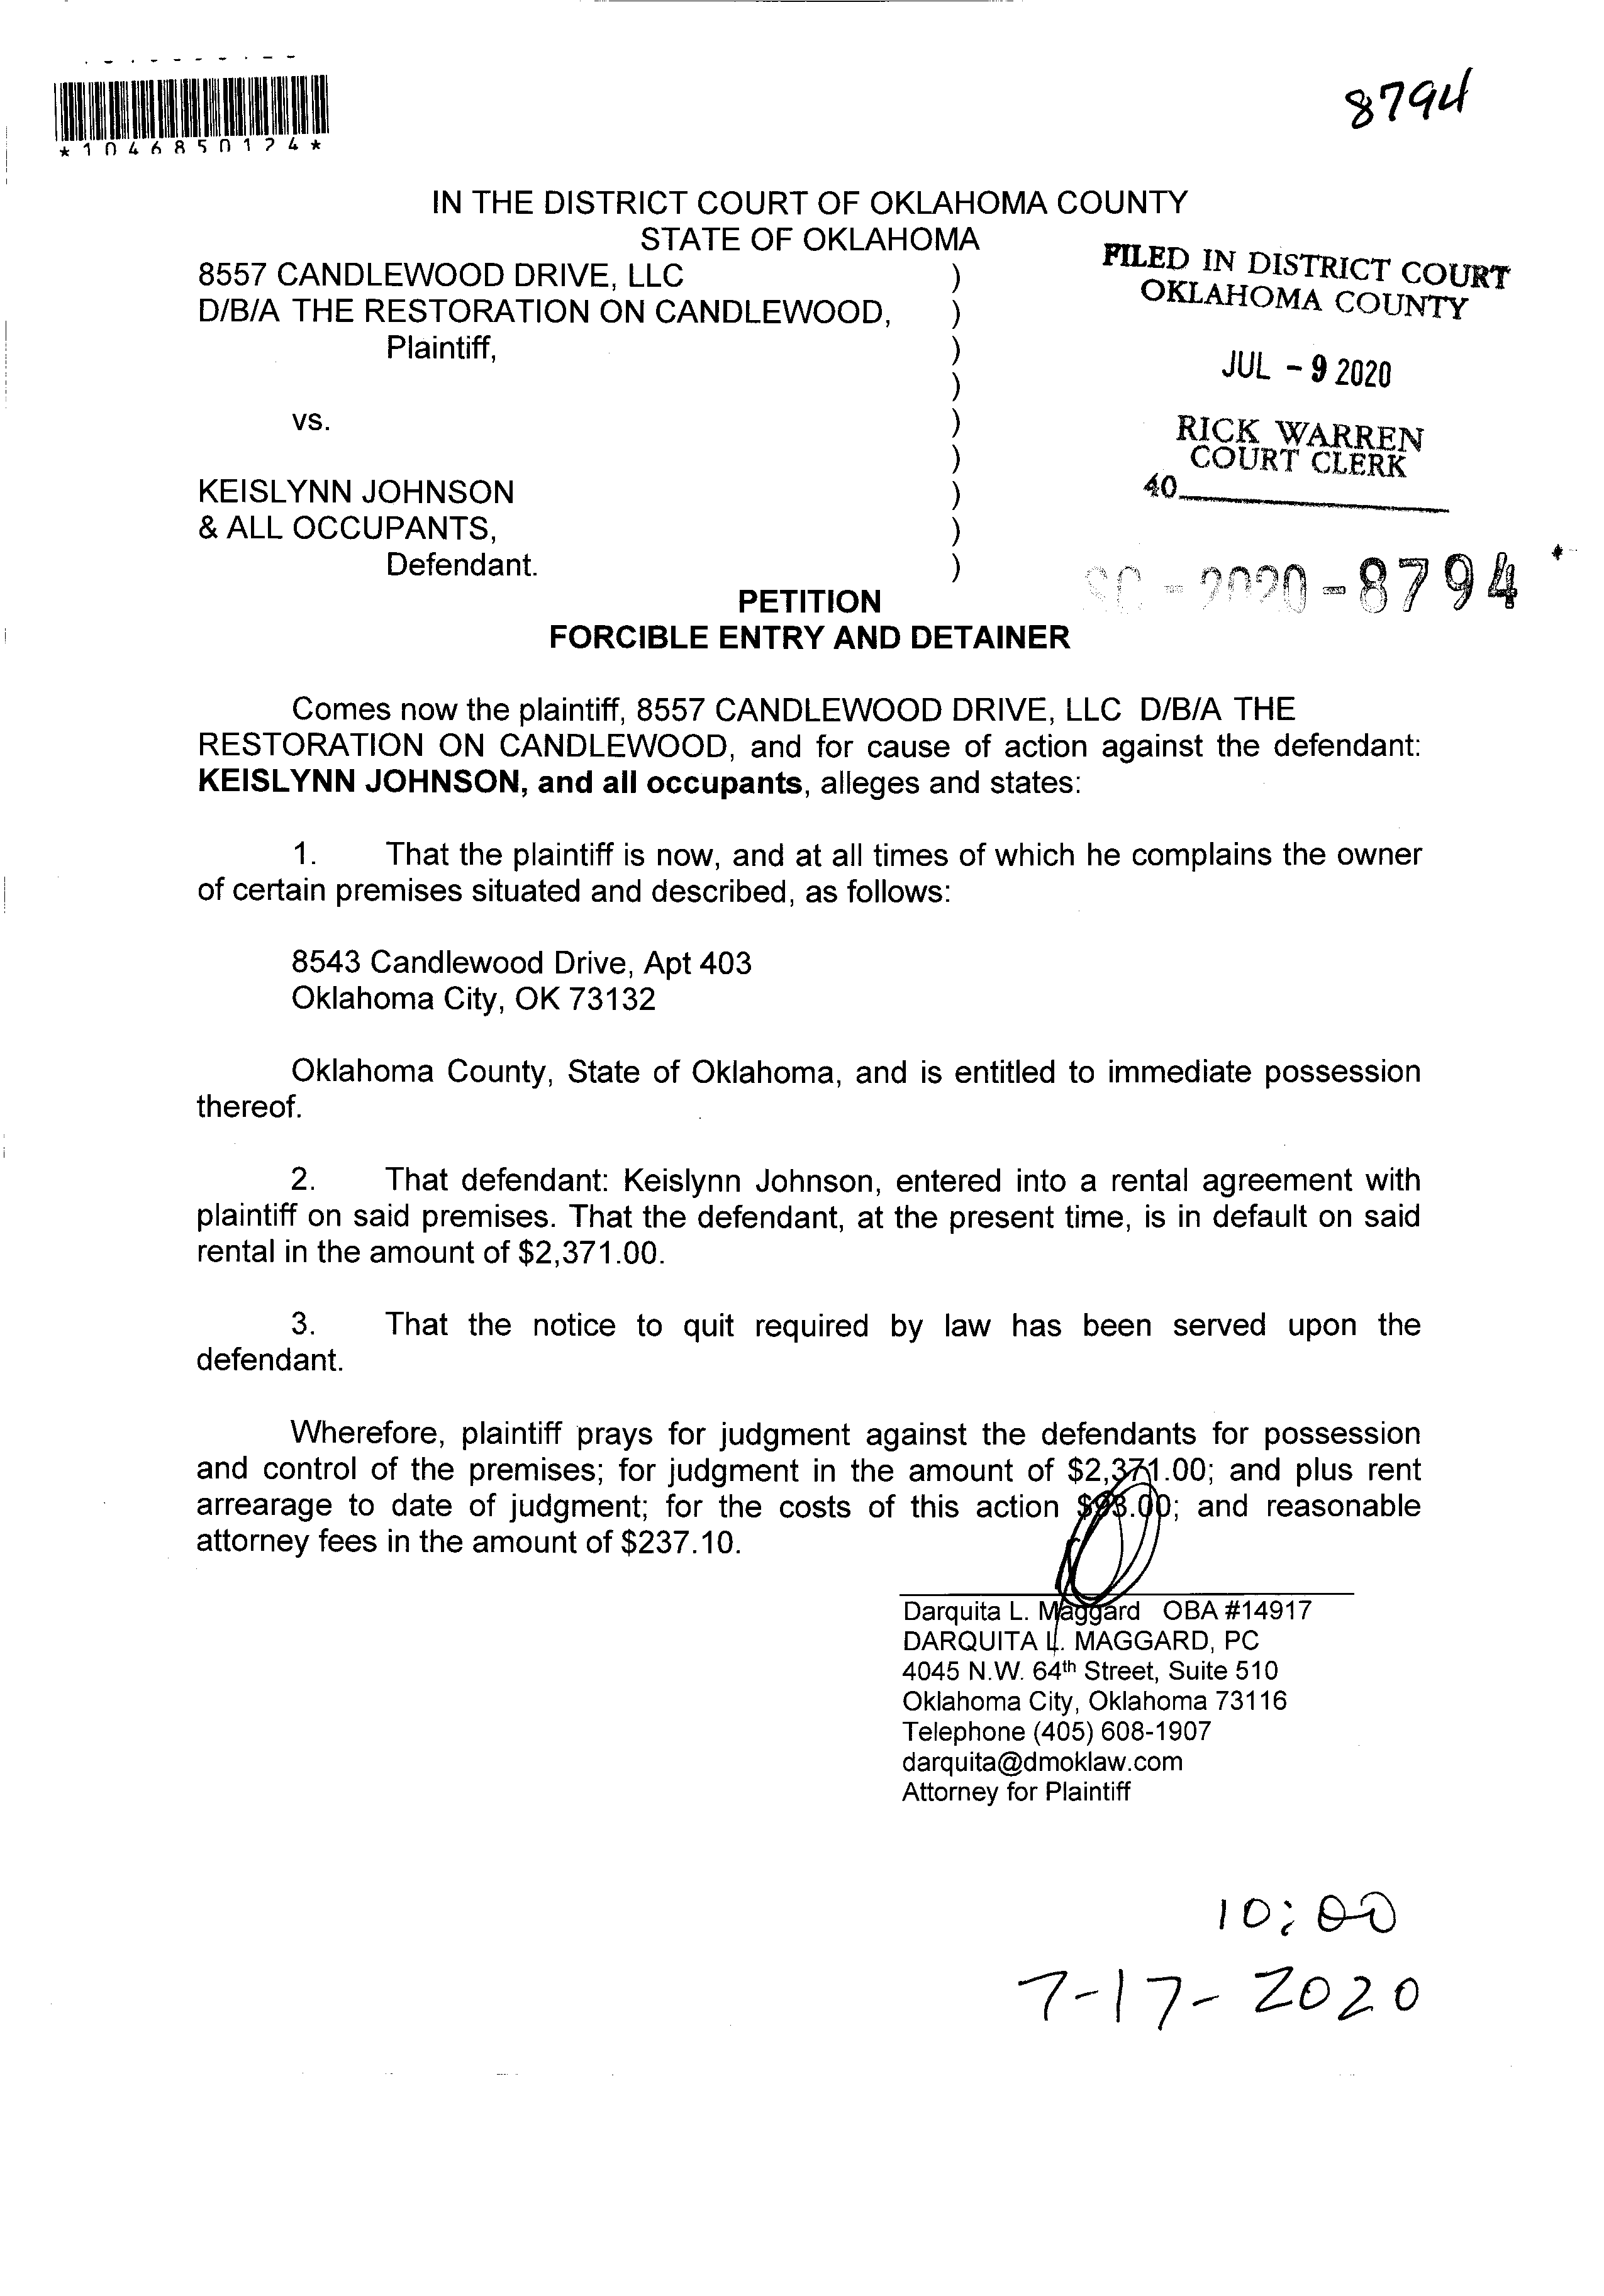 *1046850124*
8794
IN THE DISTRICT COURT OF OKLAHOMA COUNTY
STATE OF OKLAHOMA
8557 CANDLEWOOD DRIVE, LLC )
D/B/A THE RESTORATION ON CANDLEWOOD, )
Plaintiff, )
)
vs. )
)
KEISLYNN JOHNSON )
& ALL OCCUPANTS, )
Defendant. )
FILED IN DISTRICT COURT
OKLAHOMA COUNTY
JUL - 9 2020
RICK WARREN
COURT CLERK
40
SC - 2020 - 8794
PETITION
FORCIBLE ENTRY AND DETAINER
Comes now the plaintiff, 8557 CANDLEWOOD DRIVE, LLC D/B/A THE
RESTORATION ON CANDLEWOOD, and for cause of action against the defendant:
KEISLYNN JOHNSON, and all occupants, alleges and states:
1. That the plaintiff is now, and at all times of which he complains the owner
of certain premises situated and described, as follows:
8543 Candlewood Drive, Apt 403
Oklahoma City, OK 73132
Oklahoma County, State of Oklahoma, and is entitled to immediate possession
thereof.
2. That defendant: Keislynn Johnson, entered into a rental agreement with
plaintiff on said premises. That the defendant, at the present time, is in default on said
rental in the amount of $2,371.00.
3. That the notice to quit required by law has been served upon the
defendant.
Wherefore, plaintiff prays for judgment against the defendants for possession
and control of the premises; for judgment in the amount of $2,371.00; and plus rent
arrearage to date of judgment; for the costs of this action $93.00; and reasonable
attorney fees in the amount of $237.10.
Darquita L. Maggard OBA #14917
DARQUITA L. MAGGARD, PC
4045 N.W. 64th Street, Suite 510
Oklahoma City, Oklahoma 73116
Telephone (405) 608-1907
darquita@dmoklaw.com
Attorney for Plaintiff
10:00
7-17-2020